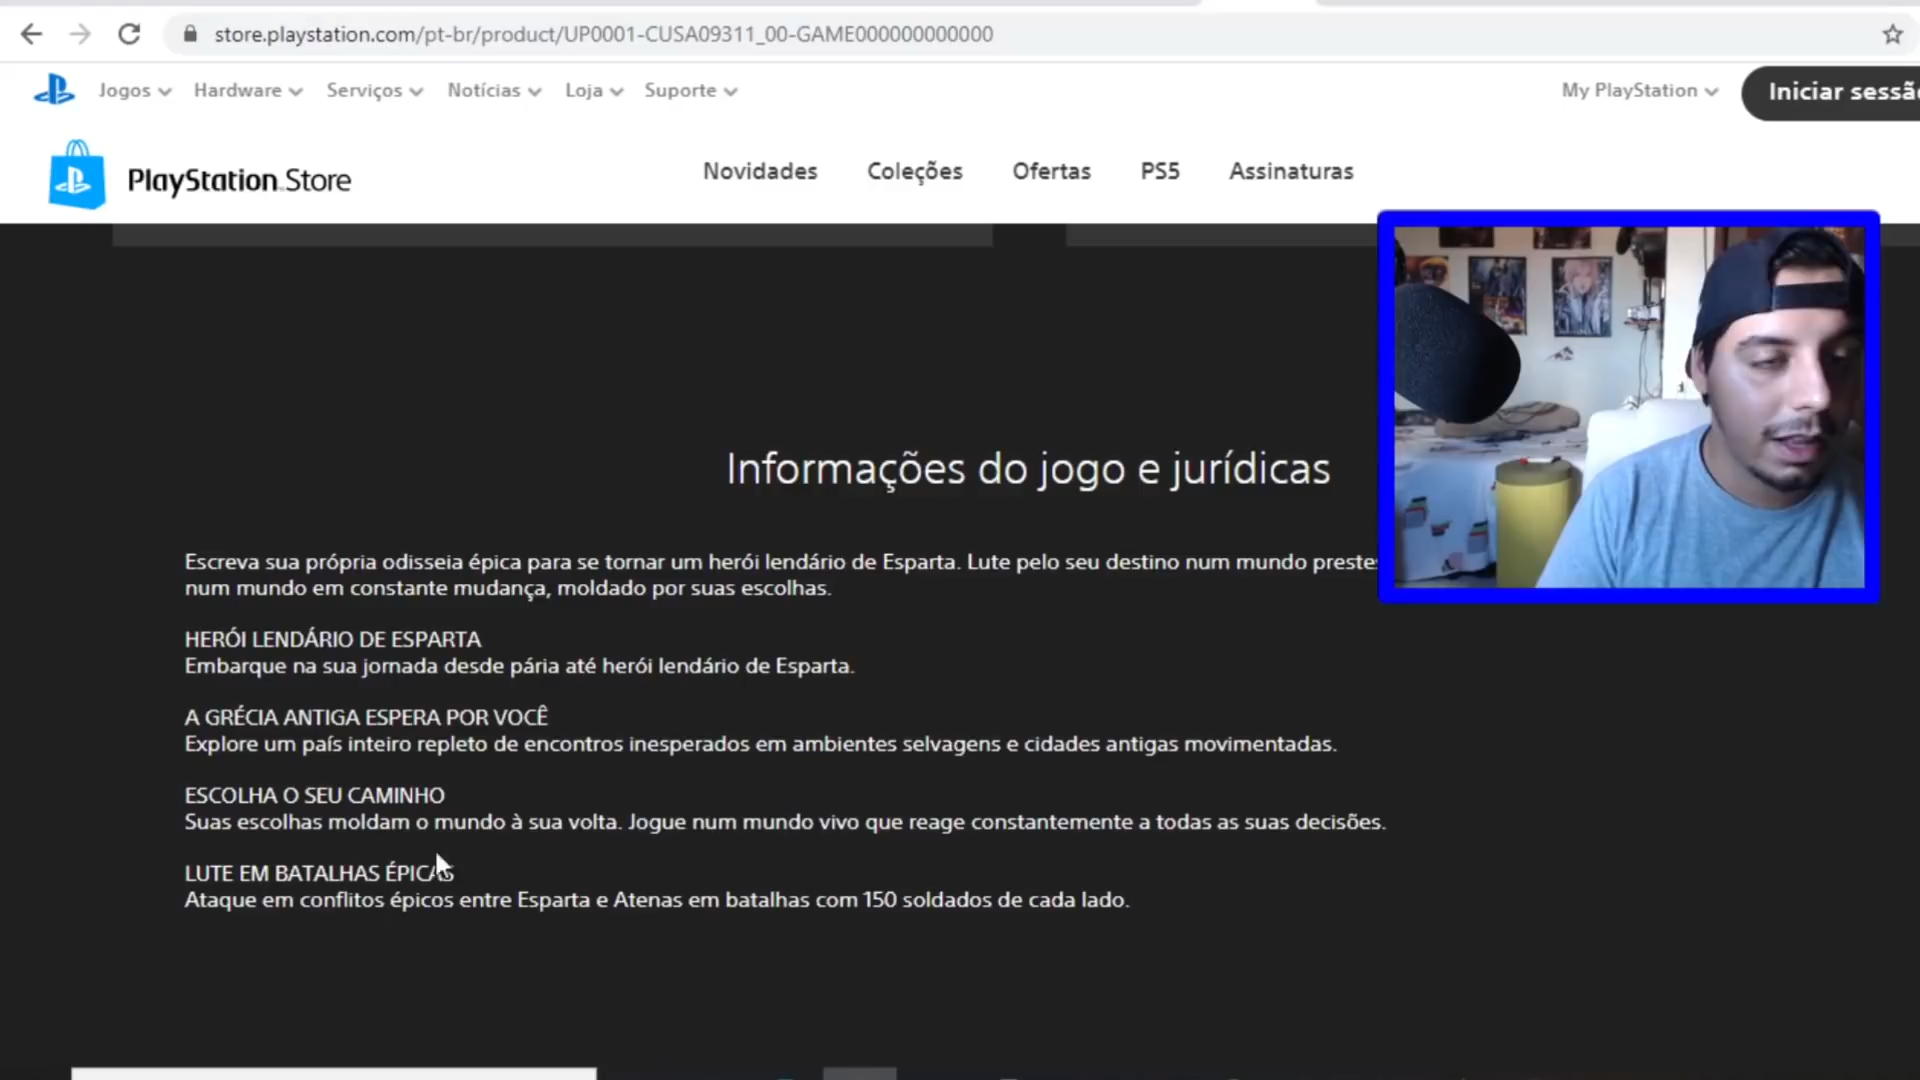 store.playstation.com/pt-br/product/UP0001-CUSA09311_00-GAME000000000000
Jogos Hardware Serviços Notícias Loja Suporte My PlayStation Iniciar sessã
PlayStation Store Novidades Coleções Ofertas PS5 Assinaturas
Informações do jogo e jurídicas
Escreva sua própria odisseia épica para se tornar um herói lendário de Esparta. Lute pelo seu destino num mundo prestes
num mundo em constante mudança, moldado por suas escolhas.
HERÓI LENDÁRIO DE ESPARTA
Embarque na sua jornada desde pária até herói lendário de Esparta.
A GRÉCIA ANTIGA ESPERA POR VOCÊ
Explore um país inteiro repleto de encontros inesperados em ambientes selvagens e cidades antigas movimentadas.
ESCOLHA O SEU CAMINHO
Suas escolhas moldam o mundo à sua volta. Jogue num mundo vivo que reage constantemente a todas as suas decisões.
LUTE EM BATALHAS ÉPICAS
Ataque em conflitos épicos entre Esparta e Atenas em batalhas com 150 soldados de cada lado.